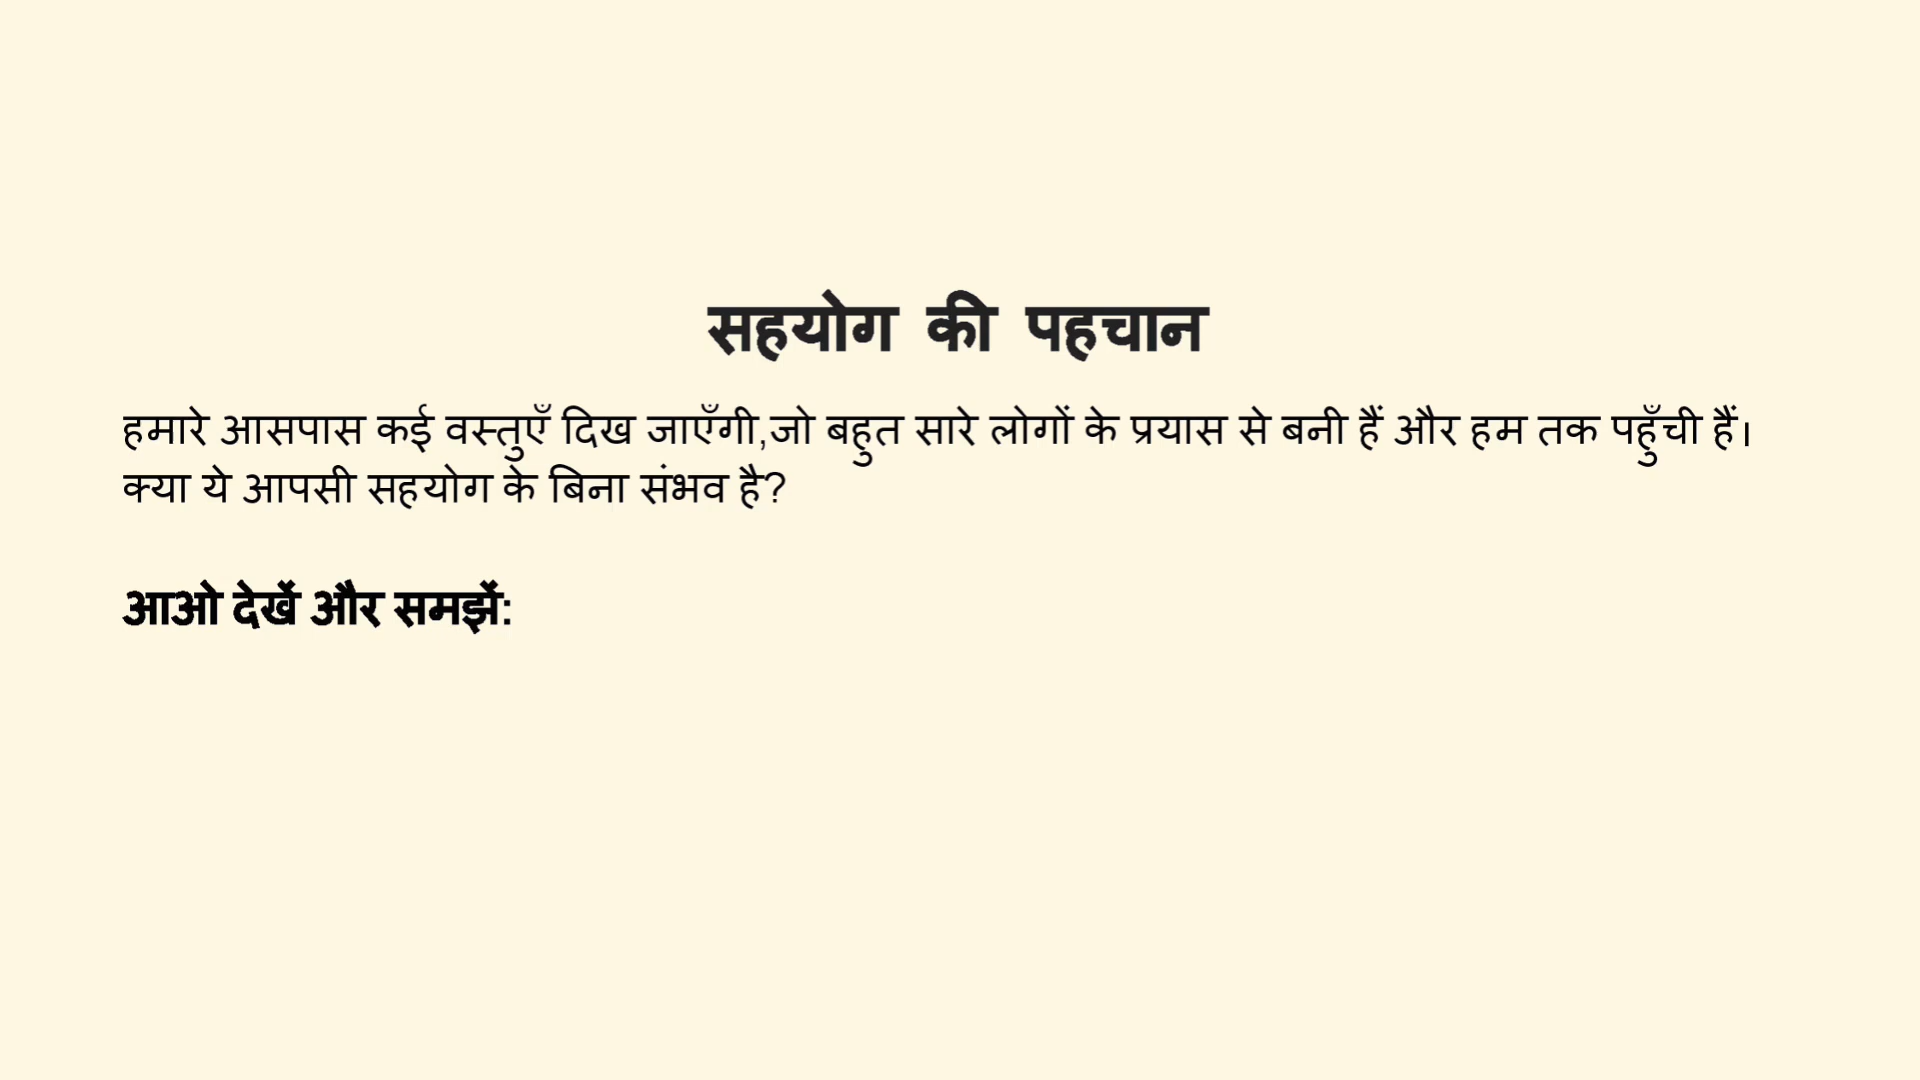 सहयोग की पहचान
हमारे आसपास कई वस्तुएँ दिख जाएँगी,जो बहुत सारे लोगों के प्रयास से बनी हैं और हम तक पहुँची हैं।
क्या ये आपसी सहयोग के बिना संभव है?
आओ देखें और समझें: